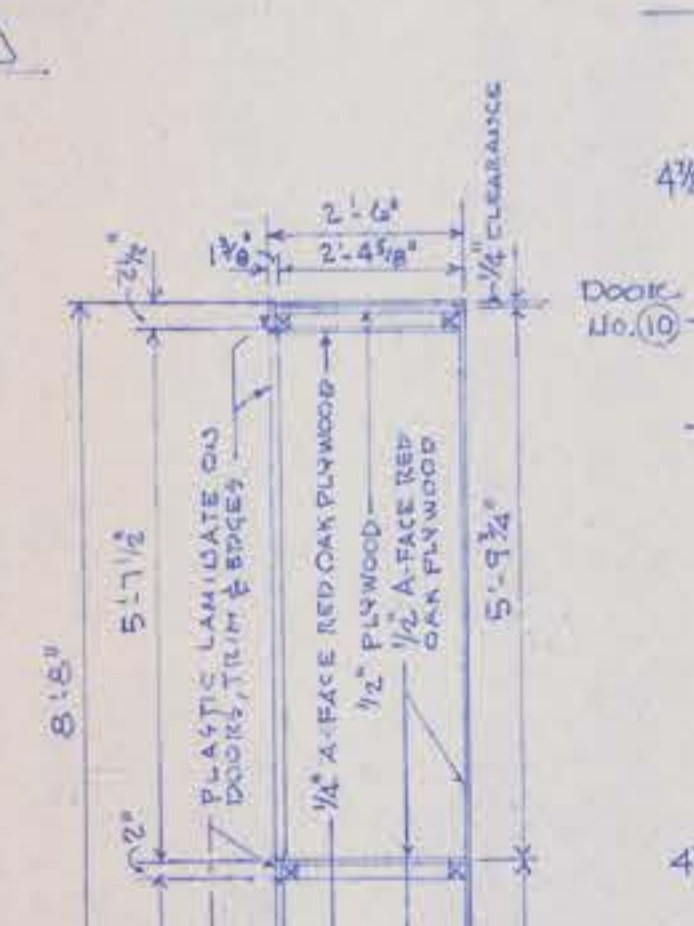 2'-6"
1 3/8"
2'-4 5/8"
1/4" CLEARANCE
2 1/2"
4 7/8
DOOR
NO. 10
PLASTIC LAMINATE ON
DOORS, TRIM & EDGES
1/4" A-FACE RED OAK PLYWOOD
1/2" PLYWOOD
1/2" A-FACE RED
OAK PLYWOOD
5'-9 3/4"
5'-7 1/2
8'-8"
2"
4